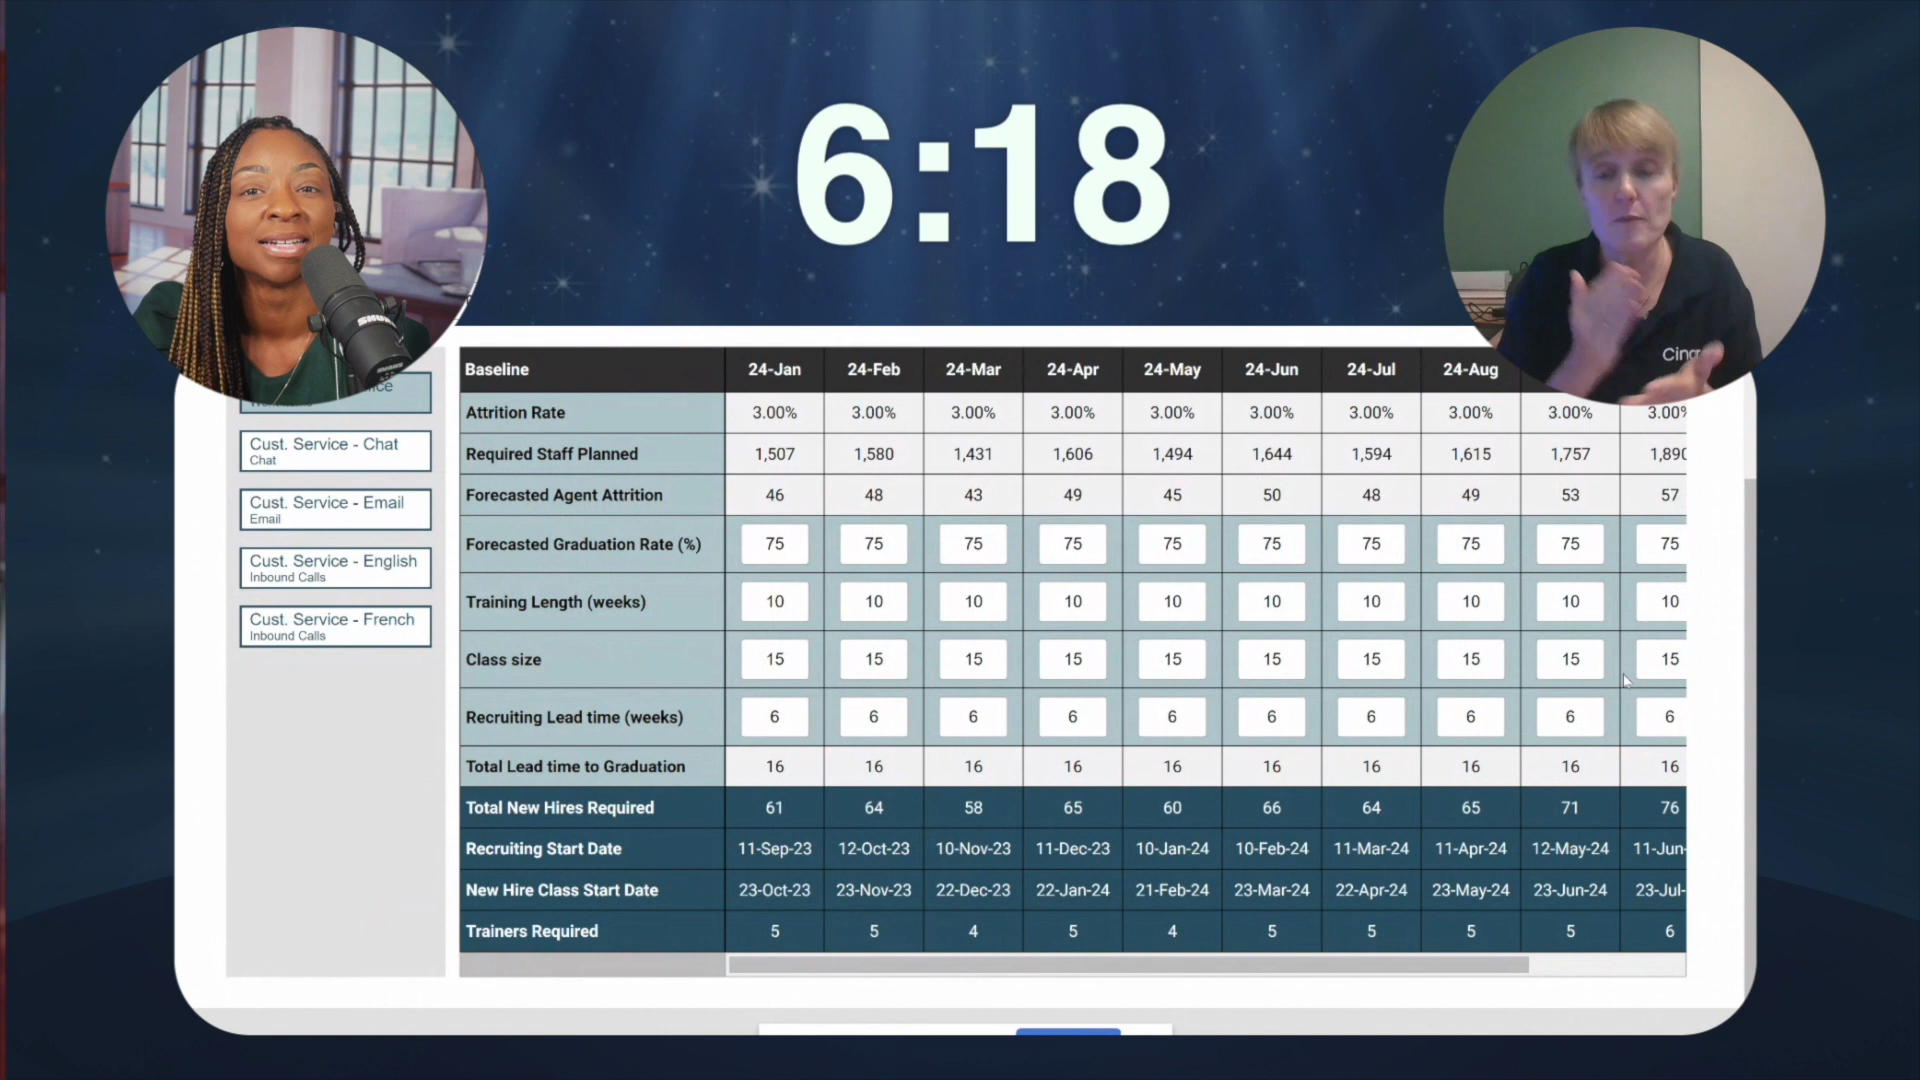 6:18
Cust. Service - Chat
Chat
Cust. Service - Email
Email
Cust. Service - English
Inbound Calls
Cust. Service - French
Inbound Calls
Baseline 24-Jan 24-Feb 24-Mar 24-Apr 24-May 24-Jun 24-Jul 24-Aug
Attrition Rate 3.00% 3.00% 3.00% 3.00% 3.00% 3.00% 3.00% 3.00% 3.00% 3.00%
Required Staff Planned 1,507 1,580 1,431 1,606 1,494 1,644 1,594 1,615 1,757 1,890
Forecasted Agent Attrition 46 48 43 49 45 50 48 49 53 57
Forecasted Graduation Rate (%) 75 75 75 75 75 75 75 75 75 75
Training Length (weeks) 10 10 10 10 10 10 10 10 10 10
Class size 15 15 15 15 15 15 15 15 15 15
Recruiting Lead time (weeks) 6 6 6 6 6 6 6 6 6 6
Total Lead time to Graduation 16 16 16 16 16 16 16 16 16 16
Total New Hires Required 61 64 58 65 60 66 64 65 71 76
Recruiting Start Date 11-Sep-23 12-Oct-23 10-Nov-23 11-Dec-23 10-Jan-24 10-Feb-24 11-Mar-24 11-Apr-24 12-May-24 11-Jun-
New Hire Class Start Date 23-Oct-23 23-Nov-23 22-Dec-23 22-Jan-24 21-Feb-24 23-Mar-24 22-Apr-24 23-May-24 23-Jun-24 23-Jul-
Trainers Required 5 5 4 5 4 5 5 5 5 6